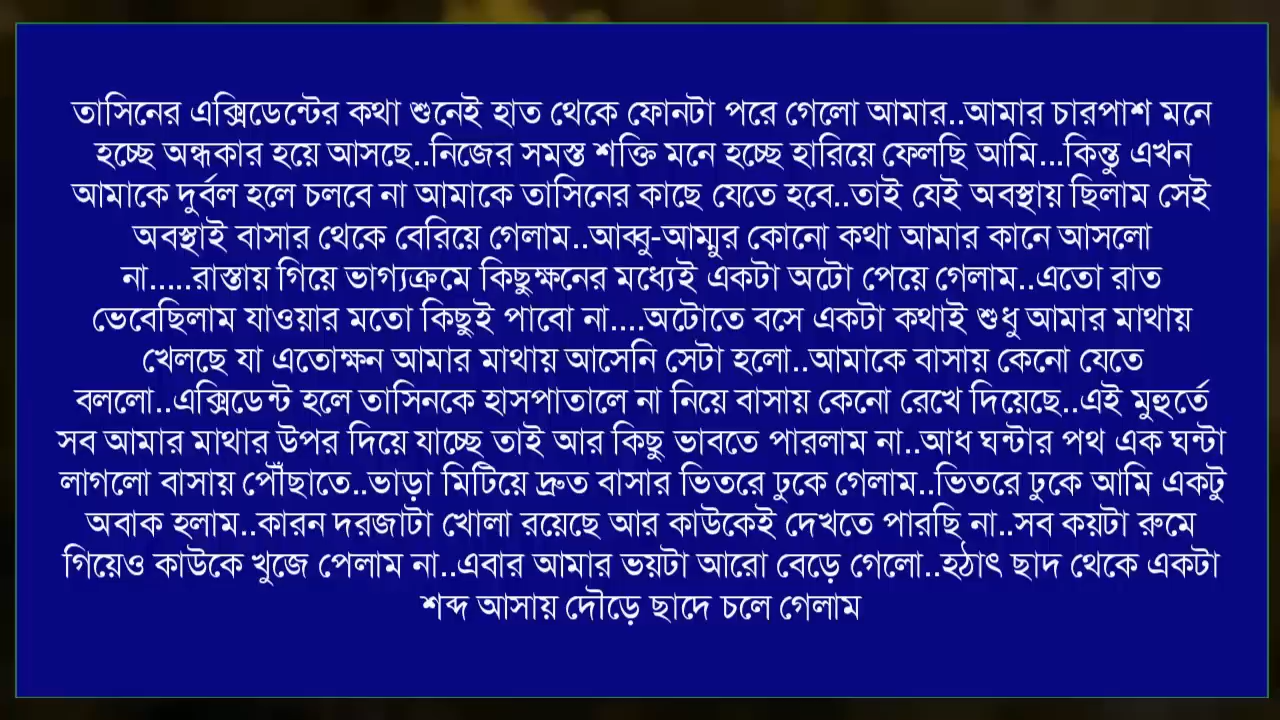 তাসিনের এক্সিডেন্টের কথা শুনেই হাত থেকে ফোনটা পরে গেলো আমার..আমার চারপাশ মনে
হচ্ছে অন্ধকার হয়ে আসছে..নিজের সমস্ত শক্তি মনে হচ্ছে হারিয়ে ফেলছি আমি...কিন্তু এখন
আমাকে দুর্বল হলে চলবে না আমাকে তাসিনের কাছে যেতে হবে..তাই যেই অবস্থায় ছিলাম সেই
অবস্থাই বাসার থেকে বেরিয়ে গেলাম..আব্বু-আম্মুর কোনো কথা আমার কানে আসলো
না.....রাস্তায় গিয়ে ভাগ্যক্রমে কিছুক্ষনের মধ্যেই একটা অটো পেয়ে গেলাম..এতো রাত
ভেবেছিলাম যাওয়ার মতো কিছুই পাবো না....অটোতে বসে একটা কথাই শুধু আমার মাথায়
খেলছে যা এতোক্ষন আমার মাথায় আসেনি সেটা হলো..আমাকে বাসায় কেনো যেতে
বললো..এক্সিডেন্ট হলে তাসিনকে হাসপাতালে না নিয়ে বাসায় কেনো রেখে দিয়েছে..এই মুহুর্তে
সব আমার মাথার উপর দিয়ে যাচ্ছে তাই আর কিছু ভাবতে পারলাম না..আধ ঘন্টার পথ এক ঘন্টা
লাগলো বাসায় পৌঁছাতে..ভাড়া মিটিয়ে দ্রুত বাসার ভিতরে ঢুকে গেলাম..ভিতরে ঢুকে আমি একটু
অবাক হলাম..কারন দরজাটা খোলা রয়েছে আর কাউকেই দেখতে পারছি না..সব কয়টা রুমে
গিয়েও কাউকে খুজে পেলাম না..এবার আমার ভয়টা আরো বেড়ে গেলো..হঠাৎ ছাদ থেকে একটা
শব্দ আসায় দৌড়ে ছাদে চলে গেলাম